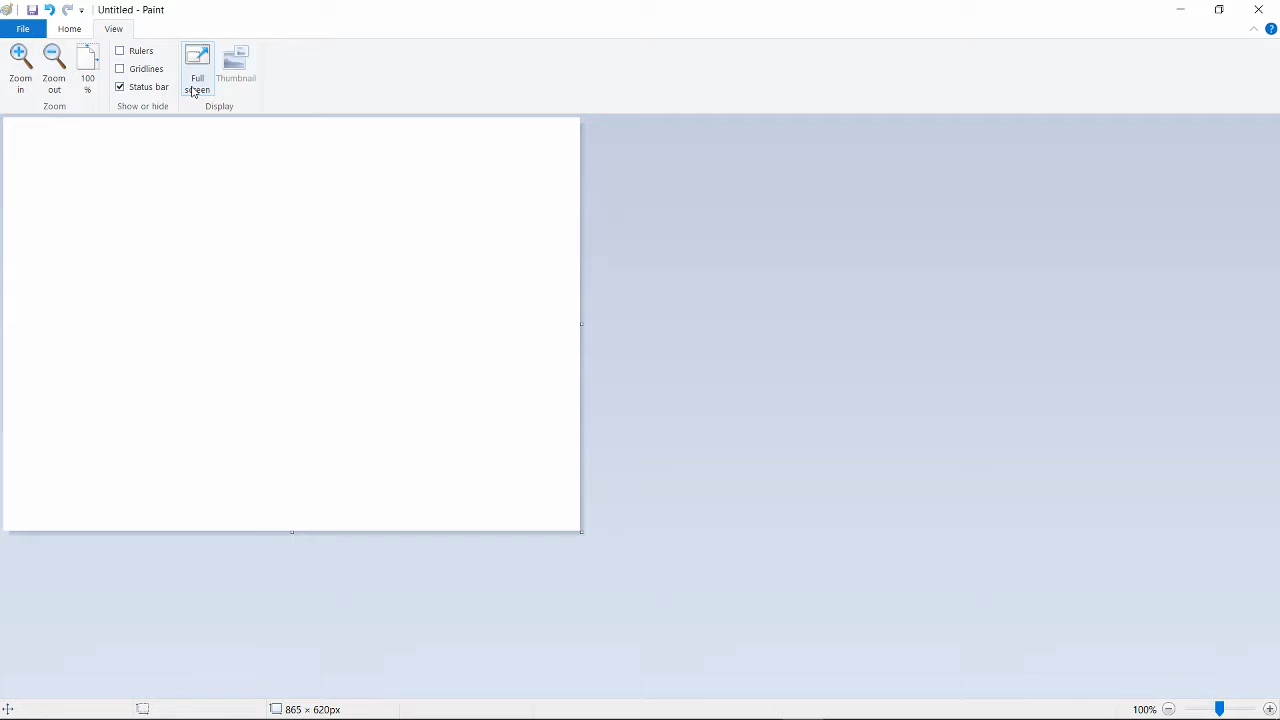 Untitled - Paint
File Home View
Zoom in
Zoom out
100 %
Rulers
Gridlines
Status bar
Full screen
Thumbnail
Zoom
Show or hide
Display
865 × 620px
100%